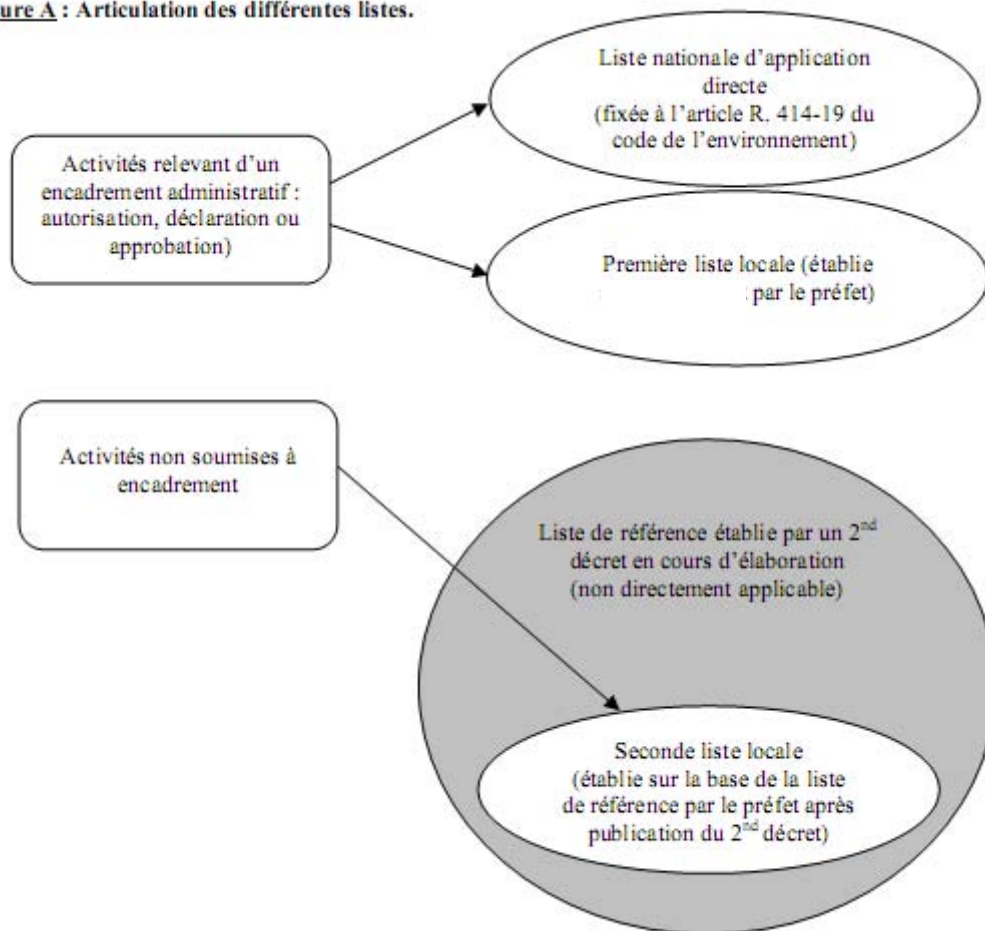 ure A : Articulation des différentes listes.
Liste nationale d'application
directe
(fixée à l'article R. 414-19 du
code de l'environnement)
Activités relevant d'un
encadrement administratif :
autorisation, déclaration ou
approbation)
Première liste locale (établie
par le préfet)
Activités non soumises à
encadrement
Liste de référence établie par un 2nd
décret en cours d'élaboration
(non directement applicable)
Seconde liste locale
(établie sur la base de la liste
de référence par le préfet après
publication du 2nd décret)